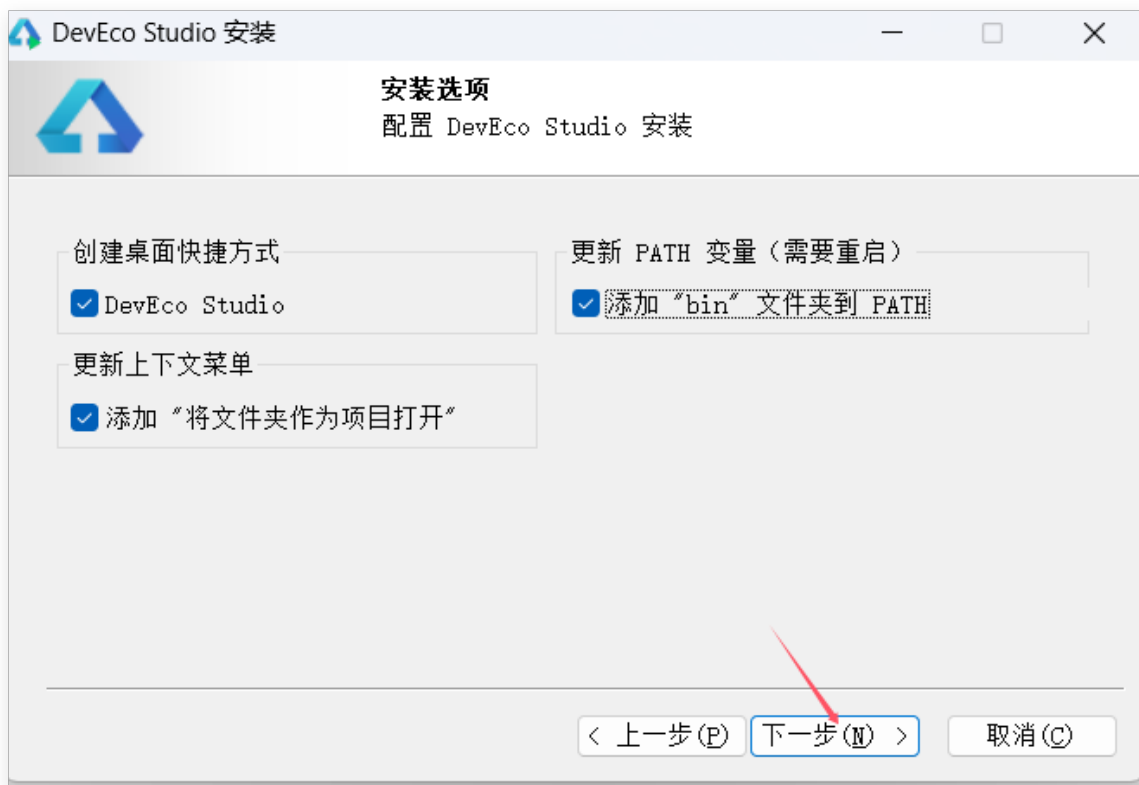 DevEco Studio 安装
安装选项
配置 DevEco Studio 安装
创建桌面快捷方式
DevEco Studio
更新 PATH 变量（需要重启）
添加 "bin" 文件夹到 PATH
更新上下文菜单
添加 "将文件夹作为项目打开"
< 上一步(P)
下一步(N) >
取消(C)